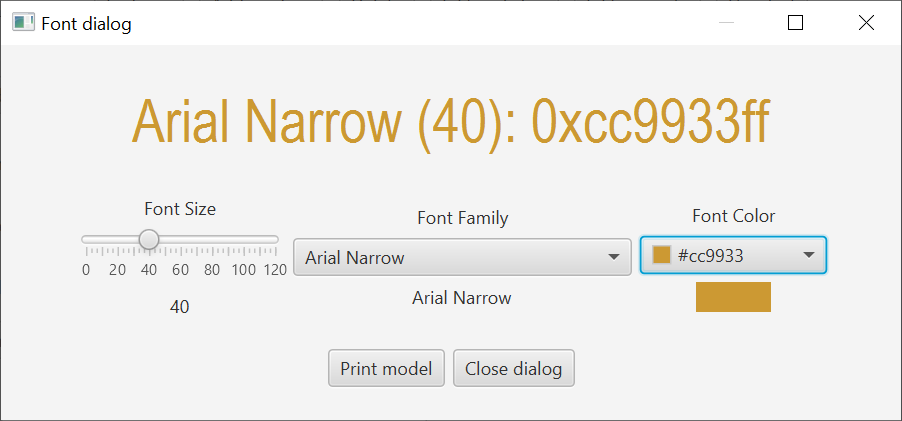 Font dialog
Arial Narrow (40): 0xcc9933ff
Font Size
0 20 40 60 80 100 120
40
Font Family
Arial Narrow
Arial Narrow
Font Color
#cc9933
Print model
Close dialog